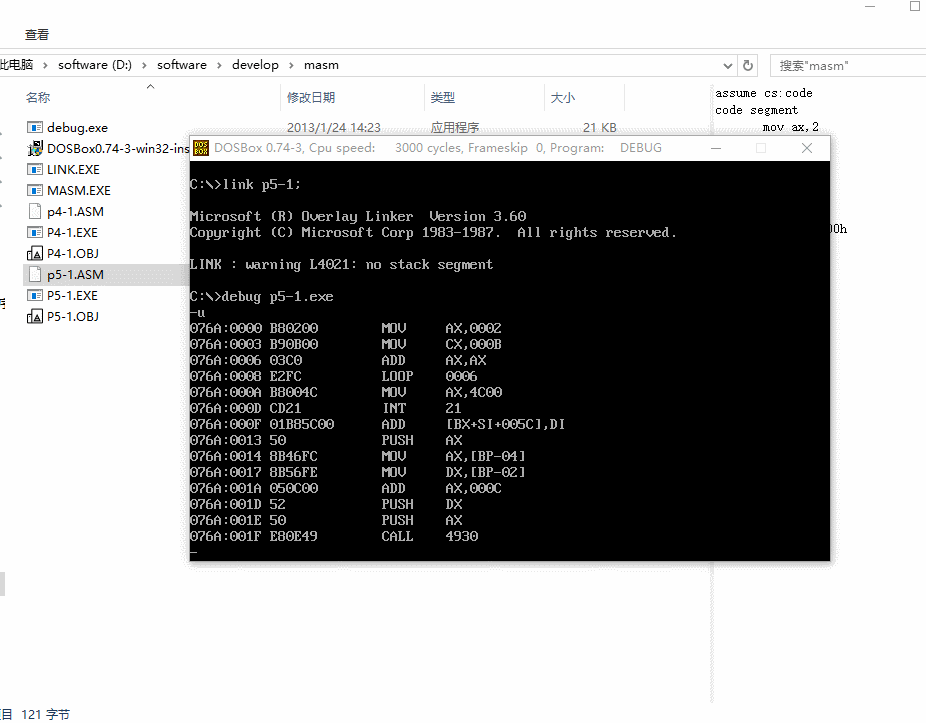 查看
此电脑 › software (D:) › software › develop › masm
搜索"masm"
名称 修改日期 类型 大小
debug.exe 2013/1/24 14:23 应用程序 21 KB
DOSBox0.74-3-win32-ins
LINK.EXE
MASM.EXE
p4-1.ASM
P4-1.EXE
P4-1.OBJ
p5-1.ASM
P5-1.EXE
P5-1.OBJ
assume cs:code
code segment
mov ax,2
00h
DOSBox 0.74-3, Cpu speed: 3000 cycles, Frameskip 0, Program: DEBUG
C:\>link p5-1;
Microsoft (R) Overlay Linker Version 3.60
Copyright (C) Microsoft Corp 1983-1987. All rights reserved.
LINK : warning L4021: no stack segment
C:\>debug p5-1.exe
-u
076A:0000 B80200 MOV AX,0002
076A:0003 B90B00 MOV CX,000B
076A:0006 03C0 ADD AX,AX
076A:0008 E2FC LOOP 0006
076A:000A B8004C MOV AX,4C00
076A:000D CD21 INT 21
076A:000F 01B85C00 ADD [BX+SI+005C],DI
076A:0013 50 PUSH AX
076A:0014 8B46FC MOV AX,[BP-04]
076A:0017 8B56FE MOV DX,[BP-02]
076A:001A 050C00 ADD AX,000C
076A:001D 52 PUSH DX
076A:001E 50 PUSH AX
076A:001F E80E49 CALL 4930
-
121 字节